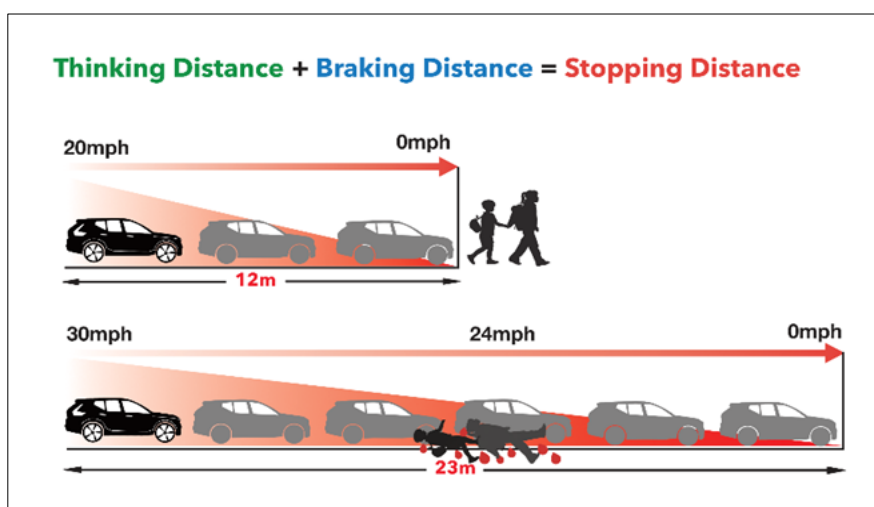 Thinking Distance + Braking Distance = Stopping Distance
20mph 0mph
12m
30mph 24mph 0mph
23m